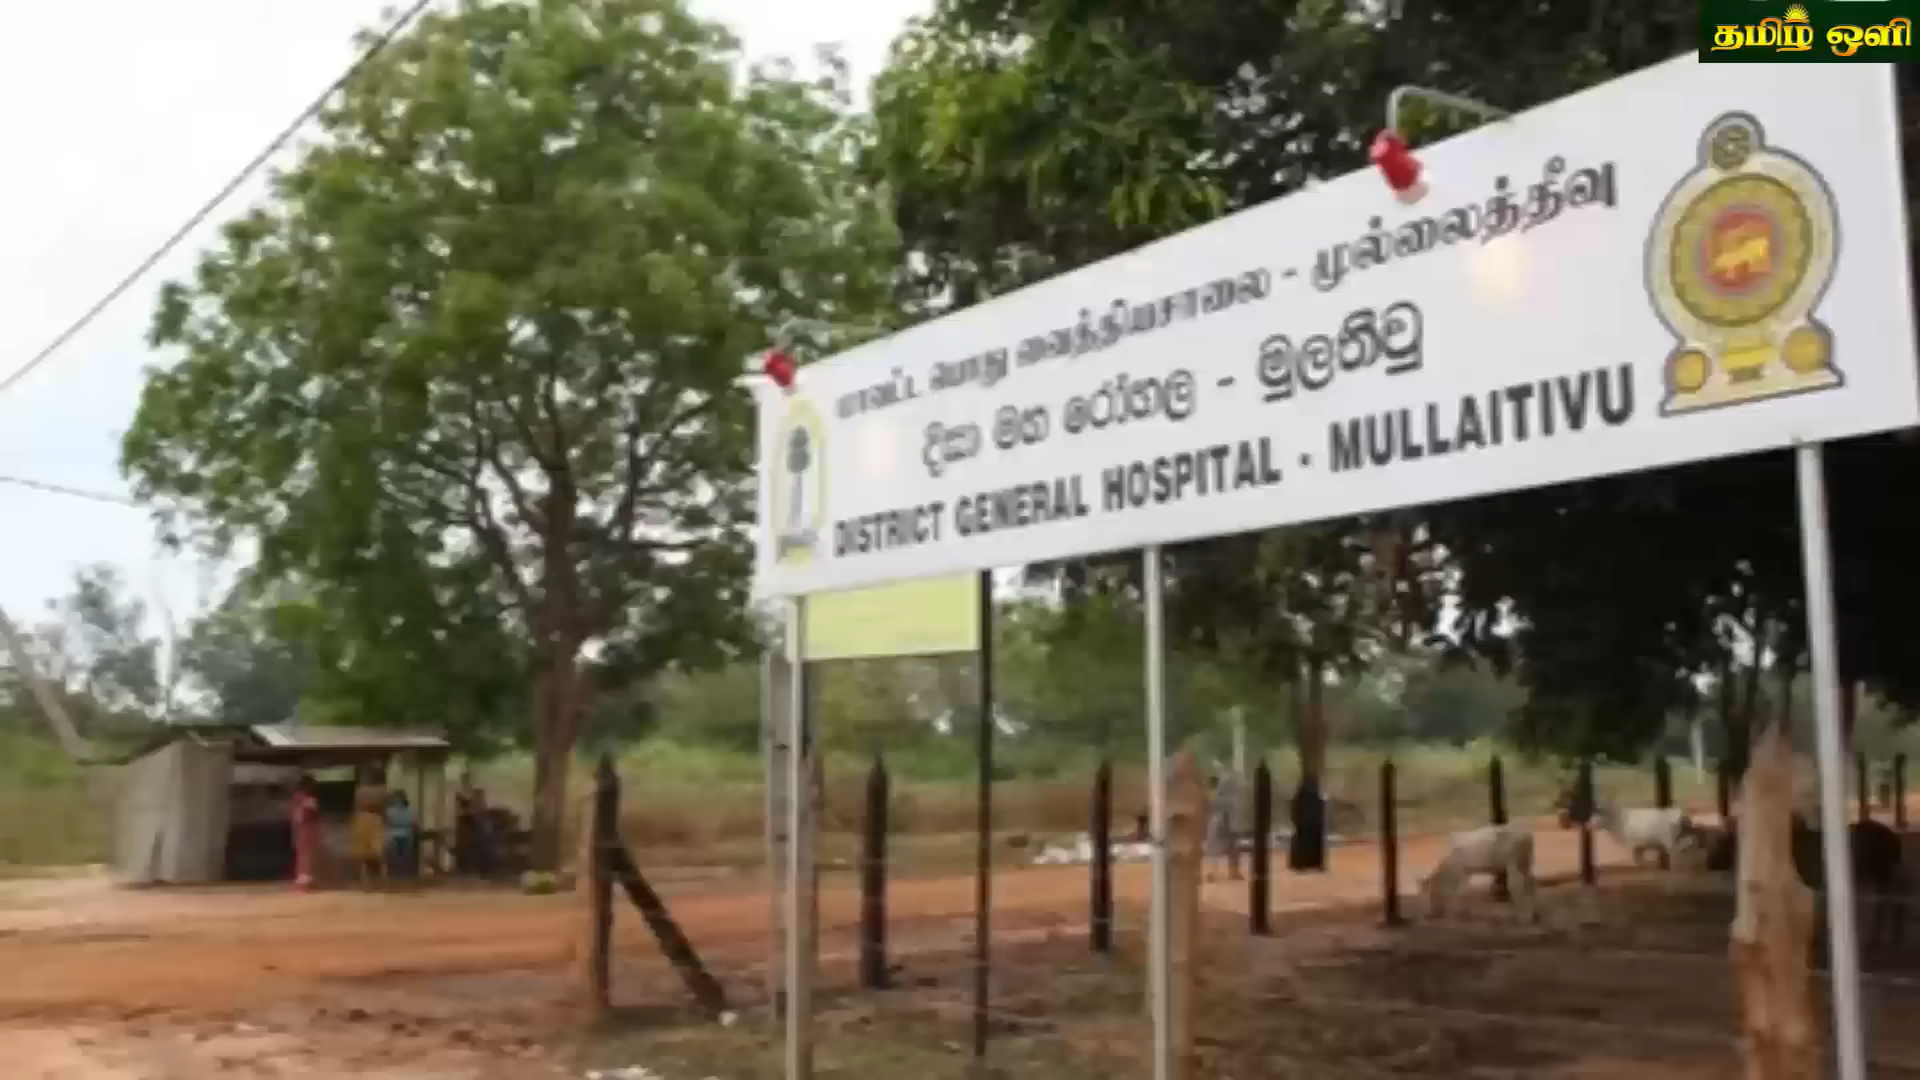 தமிழ் ஒளி
மாவட்ட பொது வைத்தியசாலை - முல்லைத்தீவு
දිසා මහ රෝහල - මුලතිව්
DISTRICT GENERAL HOSPITAL - MULLAITIVU